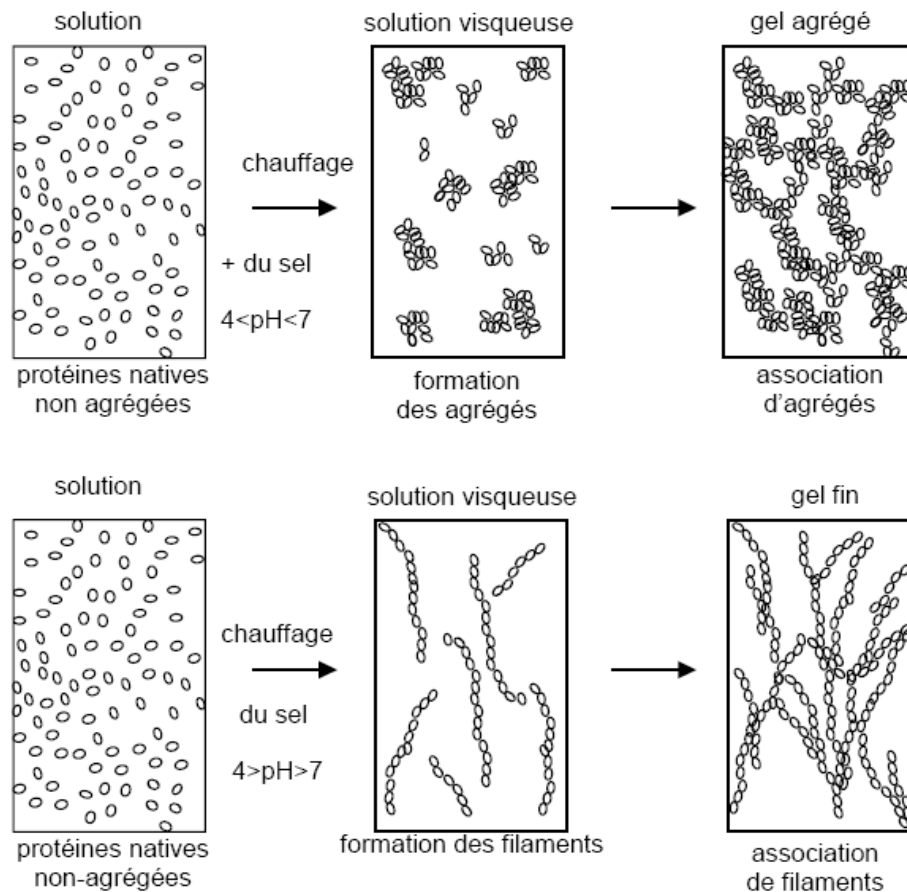 solution
solution visqueuse
gel agrégé
chauffage
+ du sel
4<pH<7
protéines natives
non agrégées
formation
des agrégés
association
d'agrégés
solution
solution visqueuse
gel fin
chauffage
du sel
4>pH>7
protéines natives
non-agrégées
formation des filaments
association
de filaments